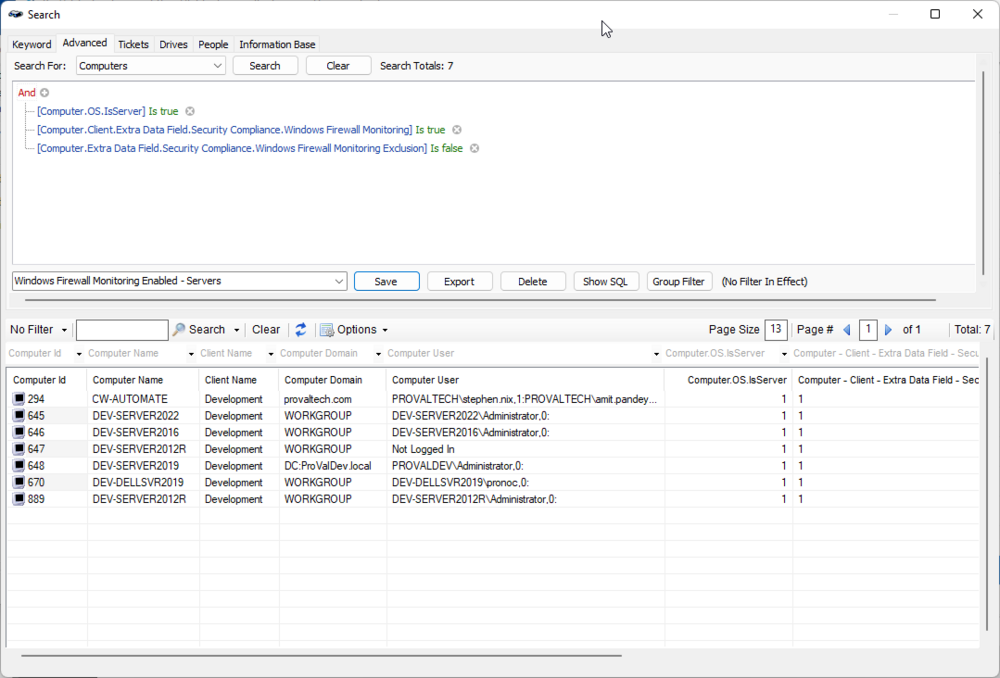 Search
Keyword Advanced Tickets Drives People Information Base
Search For: Computers Search Clear Search Totals: 7
And
[Computer.OS.IsServer] Is true
[Computer.Client.Extra Data Field.Security Compliance.Windows Firewall Monitoring] Is true
[Computer.Extra Data Field.Security Compliance.Windows Firewall Monitoring Exclusion] Is false
Windows Firewall Monitoring Enabled - Servers Save Export Delete Show SQL Group Filter (No Filter In Effect)
No Filter Search Clear Options Page Size 13 Page # 1 of 1 Total: 7
Computer Id Computer Name Client Name Computer Domain Computer User Computer.OS.IsServer Computer - Client - Extra Data Field - Secu
Computer Id Computer Name Client Name Computer Domain Computer User Computer.OS.IsServer Computer - Client - Extra Data Field - Sec
294 CW-AUTOMATE Development provaltech.com PROVALTECH\stephen.nix,1:PROVALTECH\amit.pandey... 1 1
645 DEV-SERVER2022 Development WORKGROUP DEV-SERVER2022\Administrator,0: 1 1
646 DEV-SERVER2016 Development WORKGROUP DEV-SERVER2016\Administrator,0: 1 1
647 DEV-SERVER2012R Development WORKGROUP Not Logged In 1 1
648 DEV-SERVER2019 Development DC:ProValDev.local PROVALDEV\Administrator,0: 1 1
670 DEV-DELLSVR2019 Development WORKGROUP DEV-DELLSVR2019\pronoc,0: 1 1
889 DEV-SERVER2012R Development WORKGROUP DEV-SERVER2012R\Administrator,0: 1 1